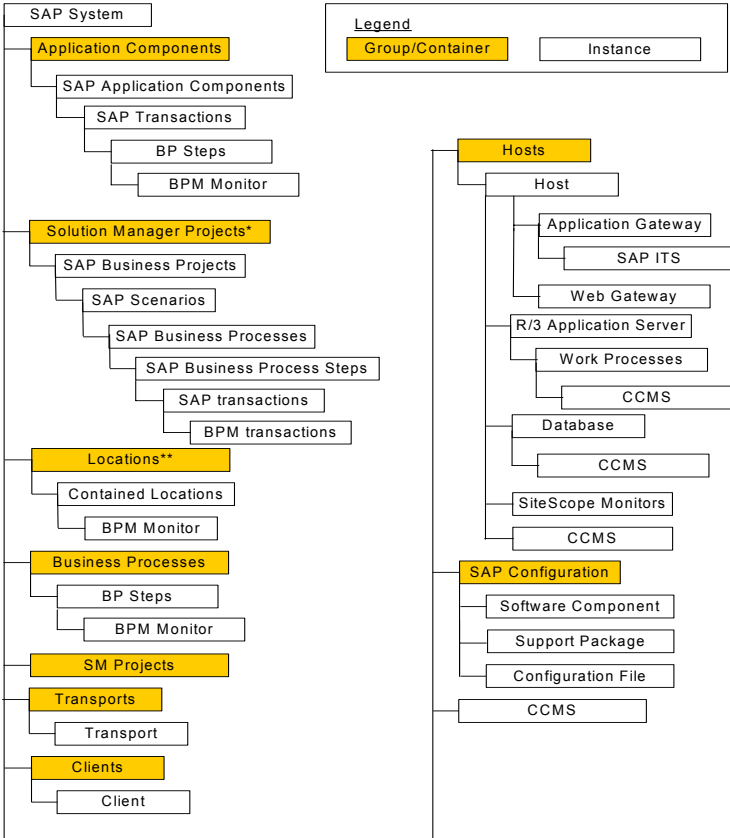 SAP System
Application Components
SAP Application Components
SAP Transactions
BP Steps
BPM Monitor
Solution Manager Projects*
SAP Business Projects
SAP Scenarios
SAP Business Processes
SAP Business Process Steps
SAP transactions
BPM transactions
Locations**
Contained Locations
BPM Monitor
Business Processes
BP Steps
BPM Monitor
SM Projects
Transports
Transport
Clients
Client
Legend
Group/Container
Instance
Hosts
Host
Application Gateway
SAP ITS
Web Gateway
R/3 Application Server
Work Processes
CCMS
Database
CCMS
SiteScope Monitors
CCMS
SAP Configuration
Software Component
Support Package
Configuration File
CCMS